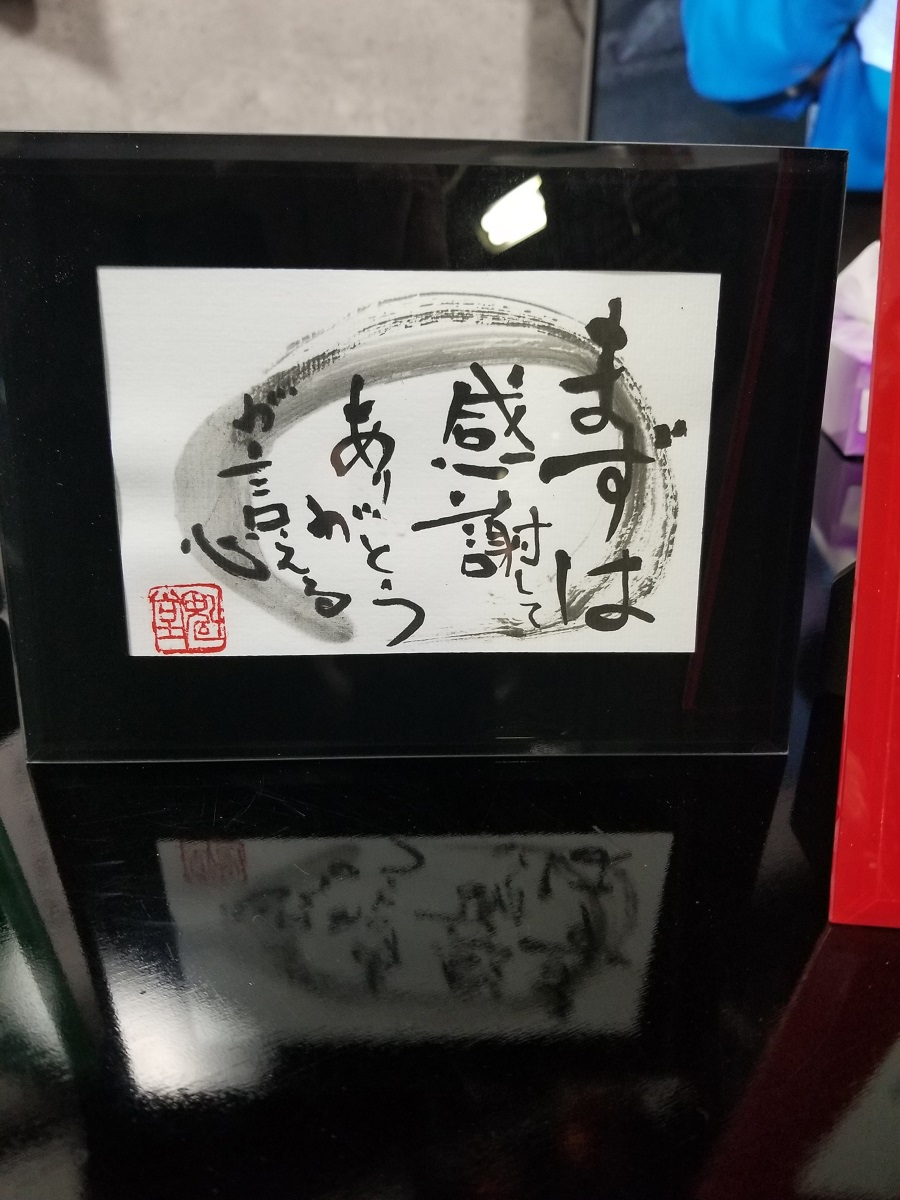 まずは
感謝して
ありがとう
が言える
心